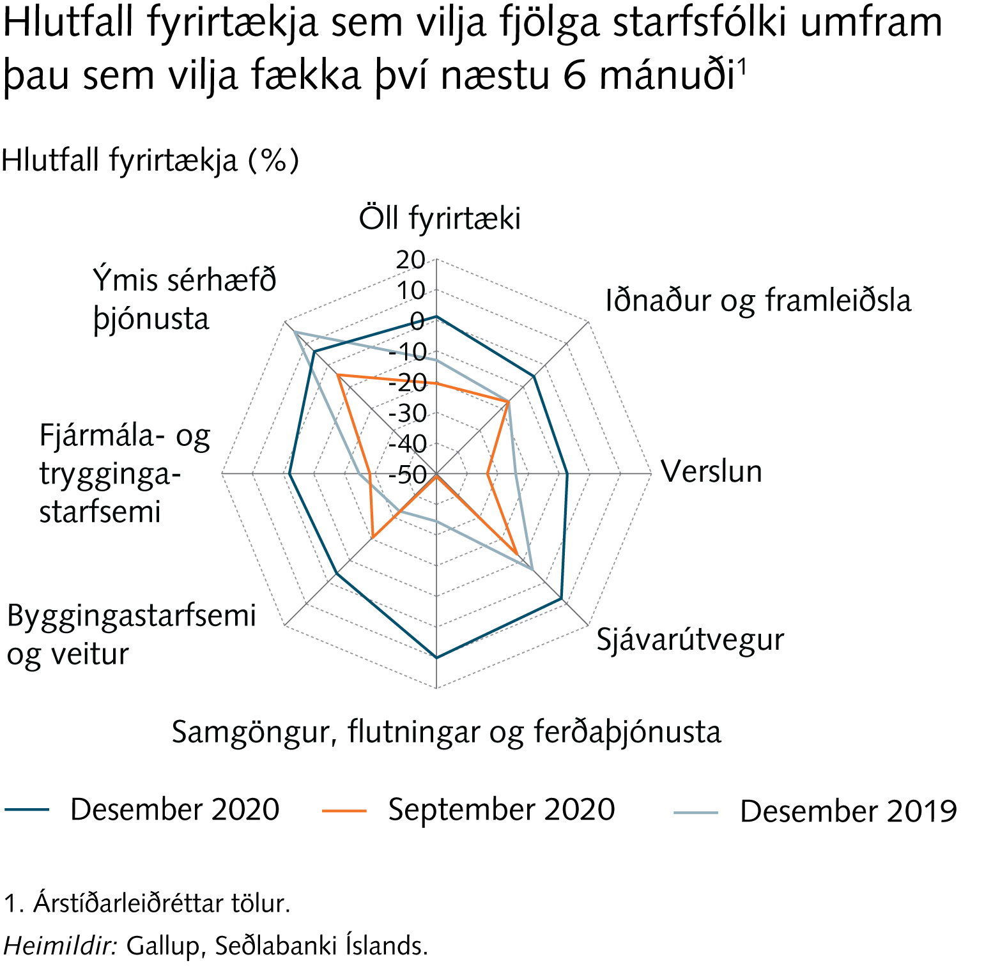 Hlutfall fyrirtækja sem vilja fjölga starfsfólki umfram
þau sem vilja fækka því næstu 6 mánuði¹
Hlutfall fyrirtækja (%)
Öll fyrirtæki
20
10
0
-10
-20
-30
-40
-50
Iðnaður og framleiðsla
Verslun
Sjávarútvegur
Samgöngur, flutningar og ferðaþjónusta
Byggingastarfsemi
og veitur
Fjármála- og
trygginga-
starfsemi
Ýmis sérhæfð
þjónusta
Desember 2020
September 2020
Desember 2019
1. Árstíðarleiðréttar tölur.
Heimildir: Gallup, Seðlabanki Íslands.